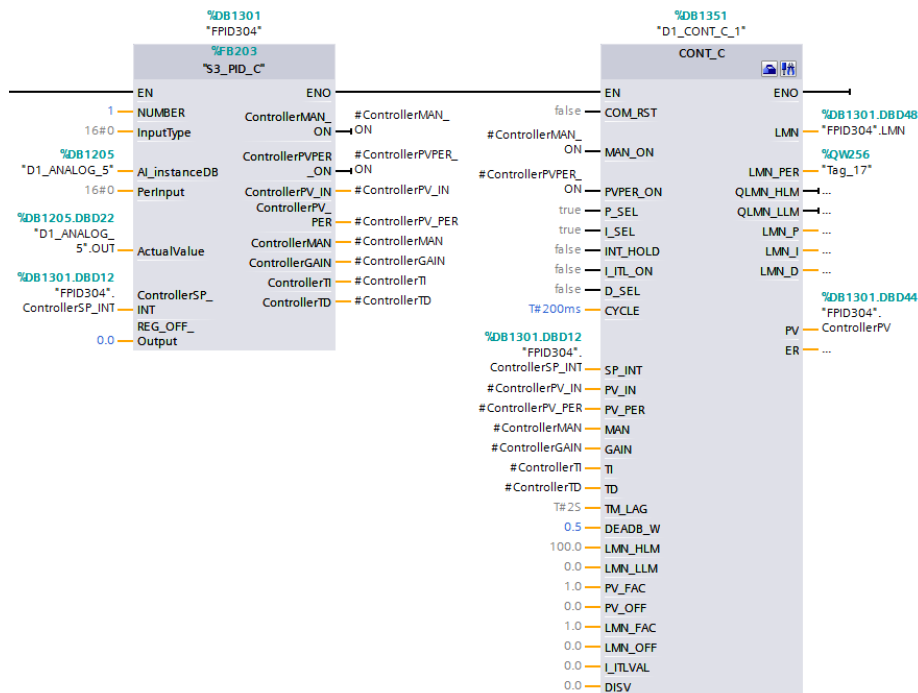 %DB1301
"FPID304"
%FB203
"S3_PID_C"
EN
ENO
1
NUMBER
16#0
InputType
%DB1205
"D1_ANALOG_5"
AI_instanceDB
16#0
PerInput
%DB1205.DBD22
"D1_ANALOG_
5".OUT
ActualValue
%DB1301.DBD12
"FPID304".
ControllerSP_INT
ControllerSP_
INT
REG_OFF_
0.0
Output
ControllerMAN_
ON
#ControllerMAN_
ON
ControllerPVPER
_ON
#ControllerPVPER_
ON
ControllerPV_IN
#ControllerPV_IN
ControllerPV_
PER
#ControllerPV_PER
ControllerMAN
#ControllerMAN
ControllerGAIN
#ControllerGAIN
ControllerTI
#ControllerTI
ControllerTD
#ControllerTD
%DB1351
"D1_CONT_C_1"
CONT_C
EN
ENO
false
COM_RST
#ControllerMAN_
ON
MAN_ON
#ControllerPVPER_
ON
PVPER_ON
true
P_SEL
true
I_SEL
false
INT_HOLD
false
I_ITL_ON
false
D_SEL
T#200ms
CYCLE
%DB1301.DBD12
"FPID304".
ControllerSP_INT
SP_INT
#ControllerPV_IN
PV_IN
#ControllerPV_PER
PV_PER
#ControllerMAN
MAN
#ControllerGAIN
GAIN
#ControllerTI
TI
#ControllerTD
TD
T#2S
TM_LAG
0.5
DEADB_W
100.0
LMN_HLM
0.0
LMN_LLM
1.0
PV_FAC
0.0
PV_OFF
1.0
LMN_FAC
0.0
LMN_OFF
0.0
I_ITLVAL
0.0
DISV
%DB1301.DBD48
LMN
"FPID304".LMN
%QW256
LMN_PER
"Tag_17"
QLMN_HLM
...
QLMN_LLM
...
LMN_P
...
LMN_I
...
LMN_D
...
%DB1301.DBD44
"FPID304".
PV
ControllerPV
ER
...